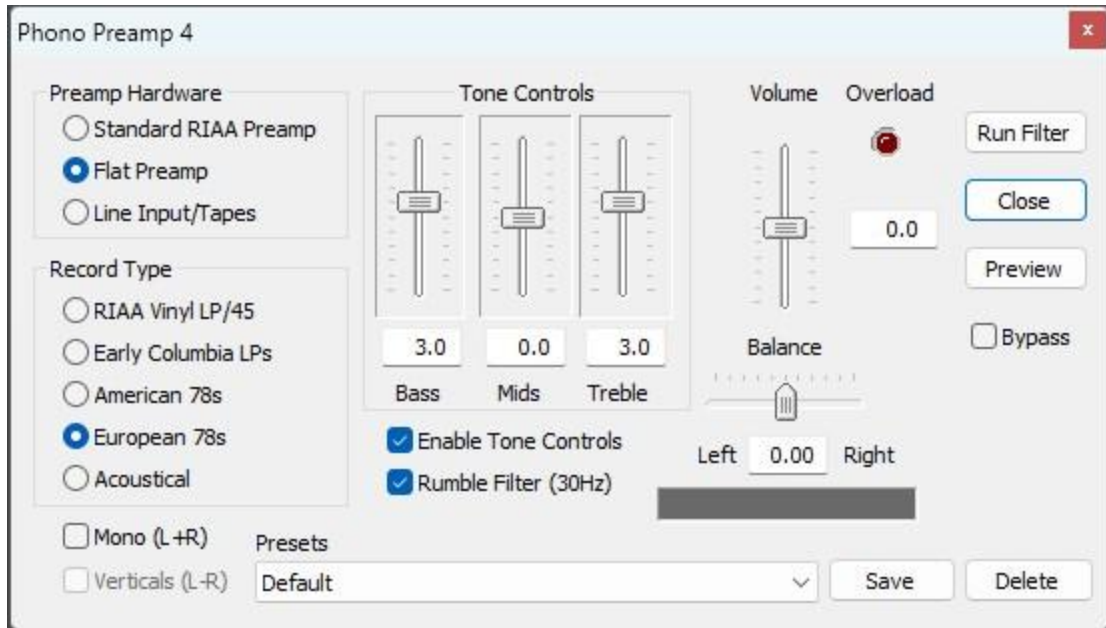 Phono Preamp 4
x
Preamp Hardware
Standard RIAA Preamp
Flat Preamp
Line Input/Tapes
Record Type
RIAA Vinyl LP/45
Early Columbia LPs
American 78s
European 78s
Acoustical
Mono (L+R)
Verticals (L-R)
Tone Controls
3.0 0.0 3.0
Bass Mids Treble
Enable Tone Controls
Rumble Filter (30Hz)
Volume Overload
0.0
Balance
Left 0.00 Right
Run Filter
Close
Preview
Bypass
Presets
Default
Save Delete